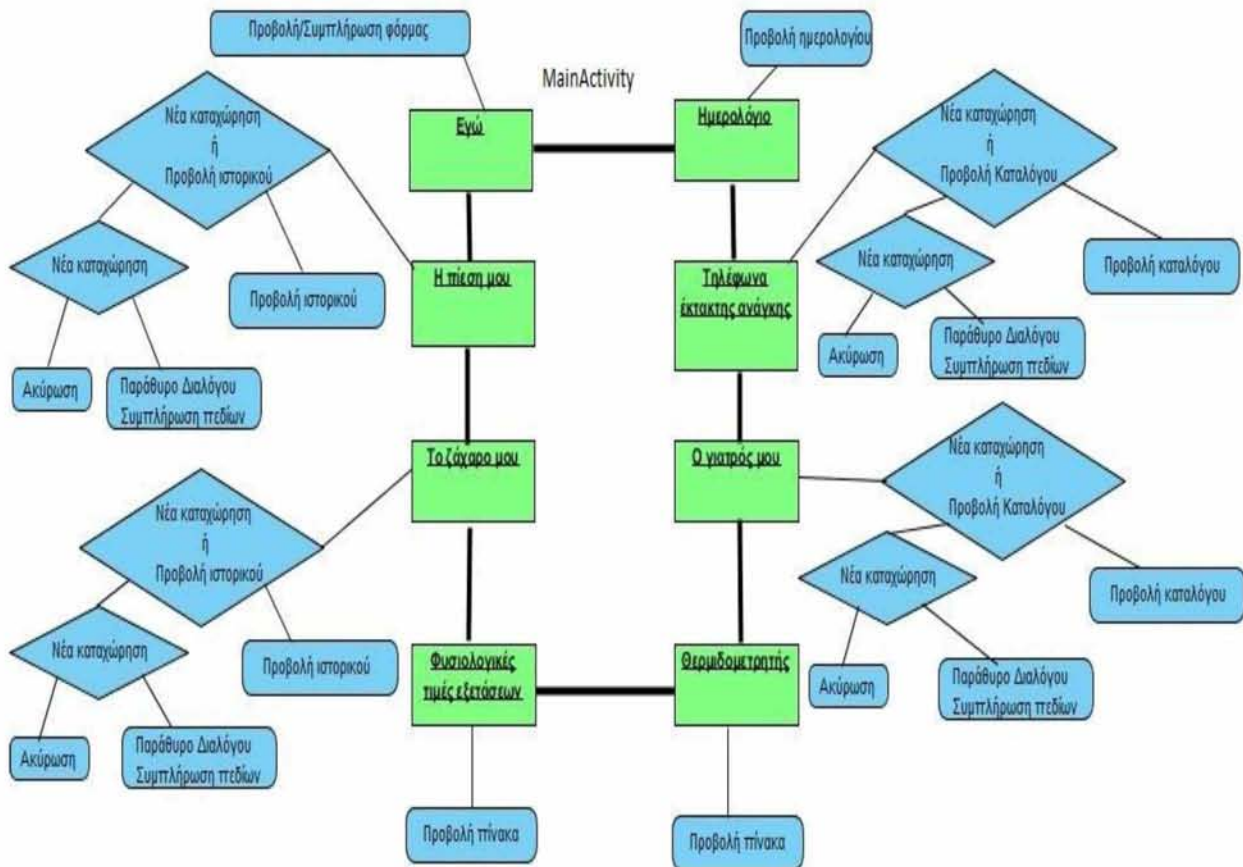 Προβολή/Συμπλήρωση φόρμας
Προβολή ημερολογίου
MainActivity
Νέα καταχώρηση
ή
Προβολή ιστορικού
Εγώ
Ημερολόγιο
Νέα καταχώρηση
ή
Προβολή Καταλόγου
Νέα καταχώρηση
Προβολή ιστορικού
Η πίεση μου
Τηλέφωνα
έκτακτης ανάγκης
Νέα καταχώρηση
Προβολή καταλόγου
Ακύρωση
Παράθυρο Διαλόγου
Συμπλήρωση πεδίων
Ακύρωση
Παράθυρο Διαλόγου
Συμπλήρωση πεδίων
Νέα καταχώρηση
ή
Προβολή ιστορικού
Το ζάχαρο μου
Ο γιατρός μου
Νέα καταχώρηση
ή
Προβολή Καταλόγου
Νέα καταχώρηση
Προβολή καταλόγου
Νέα καταχώρηση
Προβολή ιστορικού
Φυσιολογικές
τιμές εξετάσεων
Θερμιδομετρητής
Ακύρωση
Παράθυρο Διαλόγου
Συμπλήρωση πεδίων
Ακύρωση
Παράθυρο Διαλόγου
Συμπλήρωση πεδίων
Προβολή πίνακα
Προβολή πίνακα